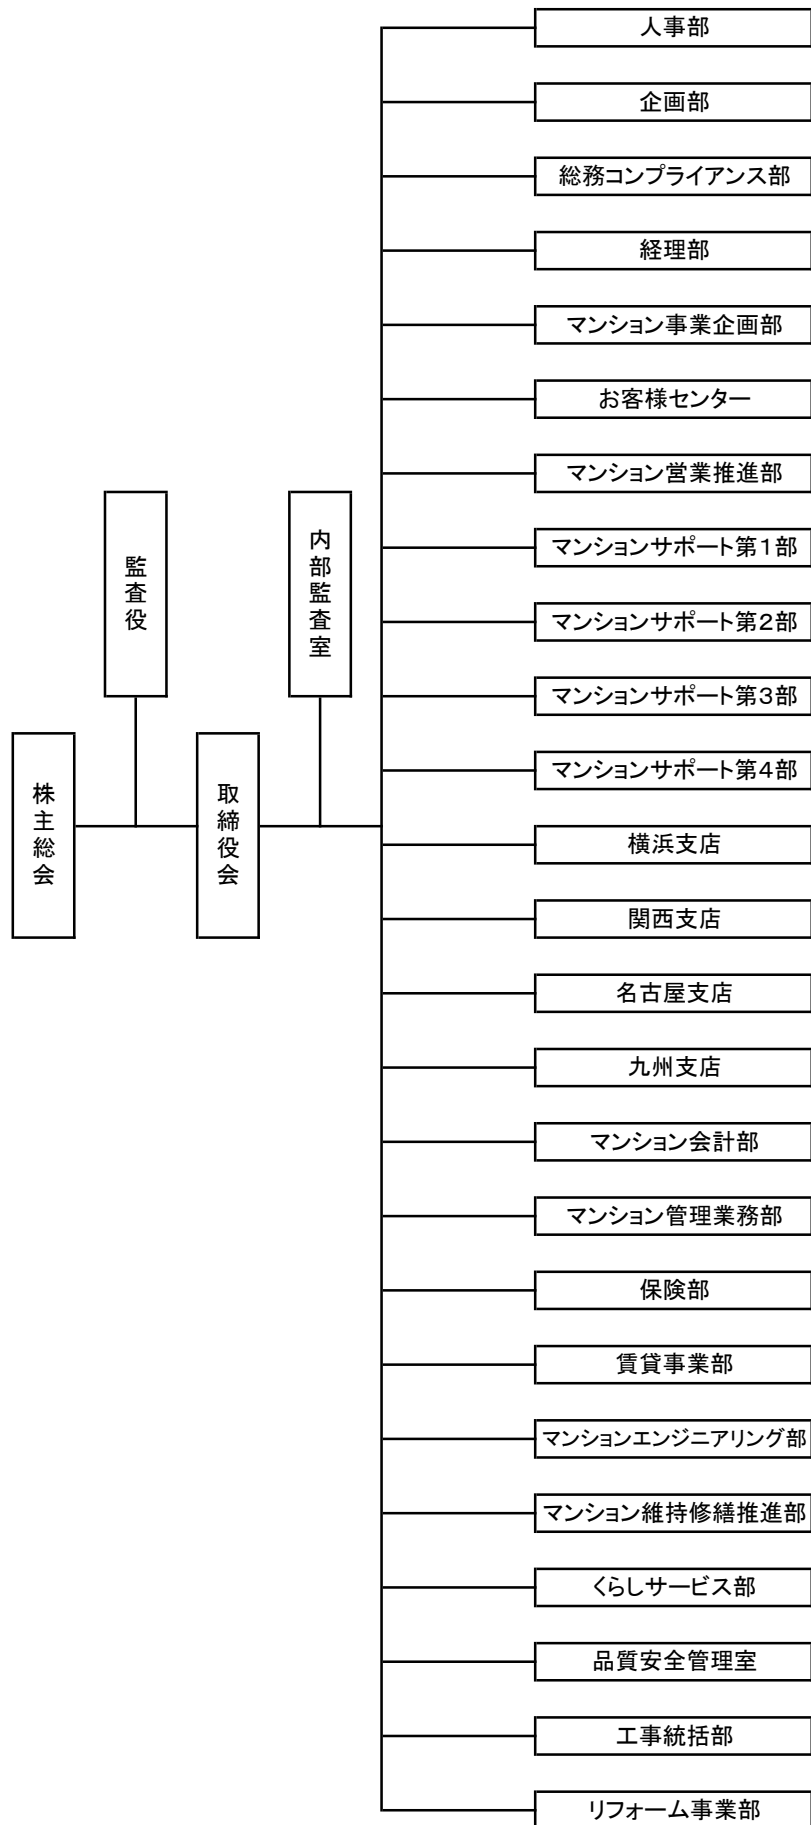 株主総会
監査役
取締役会
内部監査室
人事部
企画部
総務コンプライアンス部
経理部
マンション事業企画部
お客様センター
マンション営業推進部
マンションサポート第1部
マンションサポート第2部
マンションサポート第3部
マンションサポート第4部
横浜支店
関西支店
名古屋支店
九州支店
マンション会計部
マンション管理業務部
保険部
賃貸事業部
マンションエンジニアリング部
マンション維持修繕推進部
くらしサービス部
品質安全管理室
工事統括部
リフォーム事業部